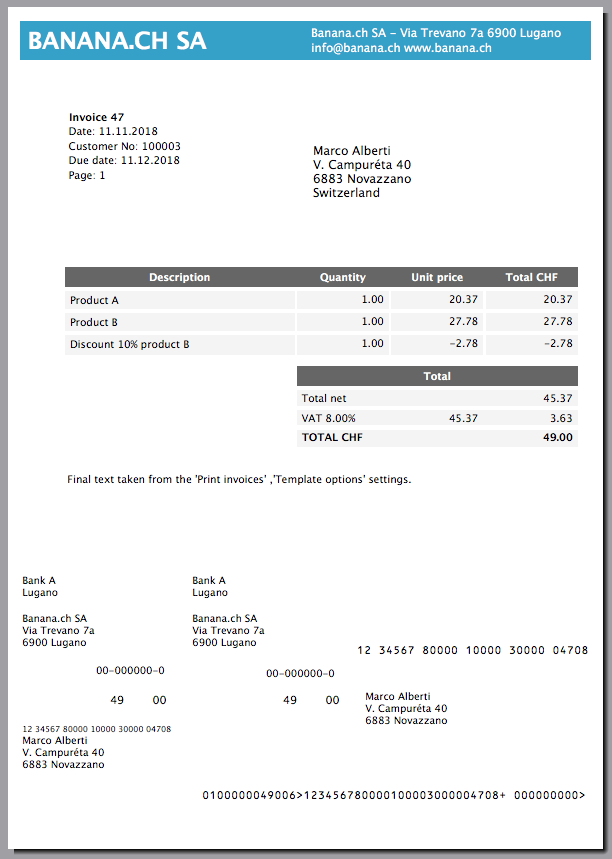 BANANA.CH SA
Banana.ch SA – Via Trevano 7a 6900 Lugano
info@banana.ch www.banana.ch
Invoice 47
Date: 11.11.2018
Customer No: 100003
Due date: 11.12.2018
Page: 1
Marco Alberti
V. Campuréta 40
6883 Novazzano
Switzerland
Description Quantity Unit price Total CHF
Product A 1.00 20.37 20.37
Product B 1.00 27.78 27.78
Discount 10% product B 1.00 -2.78 -2.78
Total
Total net 45.37
VAT 8.00% 45.37 3.63
TOTAL CHF 49.00
Final text taken from the 'Print invoices' ,'Template options' settings.
Bank A
Lugano
Banana.ch SA
Via Trevano 7a
6900 Lugano
00-000000-0
49 00
12 34567 80000 10000 30000 04708
Marco Alberti
V. Campuréta 40
6883 Novazzano
Bank A
Lugano
Banana.ch SA
Via Trevano 7a
6900 Lugano
00-000000-0
49 00
12 34567 80000 10000 30000 04708
Marco Alberti
V. Campuréta 40
6883 Novazzano
0100000049006>123456780000100003000004708+ 000000000>